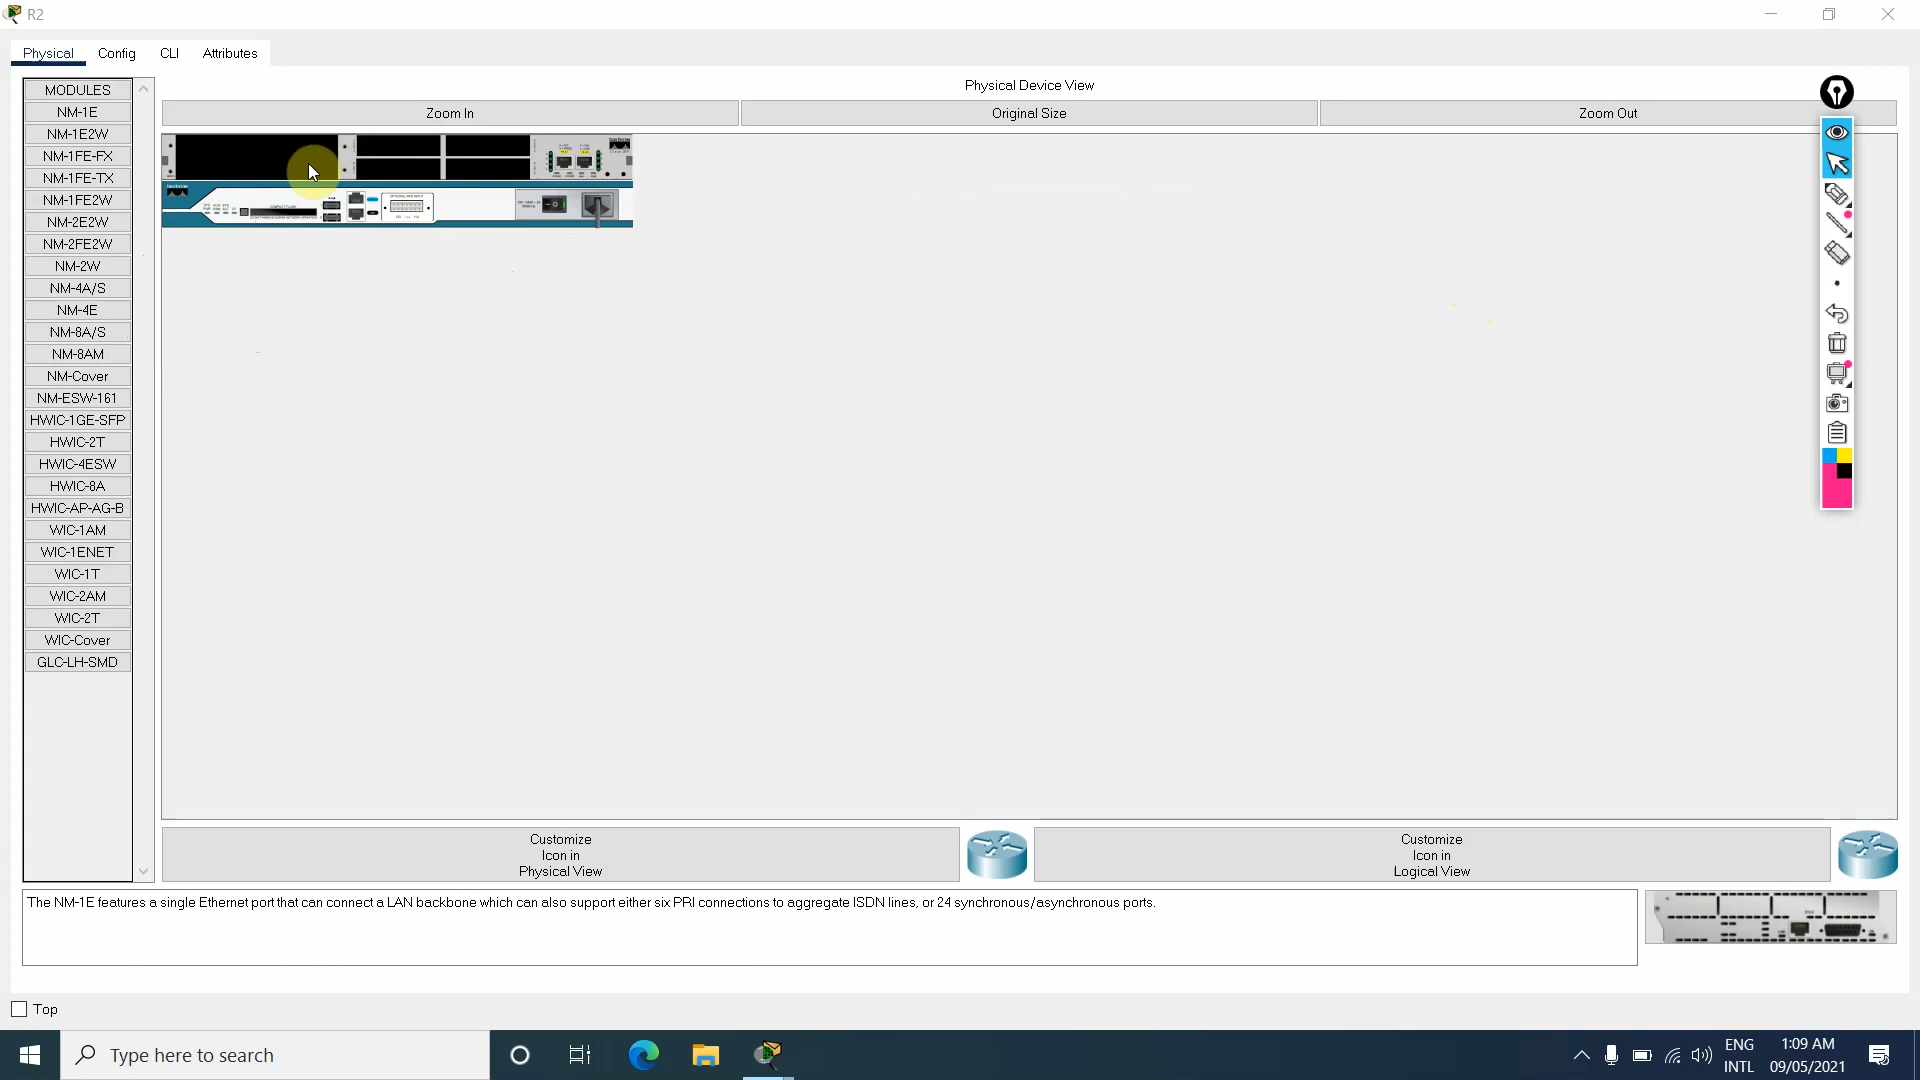 R2
Physical
Config
CLI
Attributes
MODULES
NM-1E
NM-1E2W
NM-1FE-FX
NM-1FE-TX
NM-1FE2W
NM-2E2W
NM-2FE2W
NM-2W
NM-4A/S
NM-4E
NM-8A/S
NM-8AM
NM-Cover
NM-ESW-161
HWIC-1GE-SFP
HWIC-2T
HWIC-4ESW
HWIC-8A
HWIC-AP-AG-B
WIC-1AM
WIC-1ENET
WIC-1T
WIC-2AM
WIC-2T
WIC-Cover
GLC-LH-SMD
Physical Device View
Zoom In
Original Size
Zoom Out
Customize
Icon in
Physical View
Customize
Icon in
Logical View
The NM-1E features a single Ethernet port that can connect a LAN backbone which can also support either six PRI connections to aggregate ISDN lines, or 24 synchronous/asynchronous ports.
Top
Type here to search
ENG
INTL
1:09 AM
09/05/2021